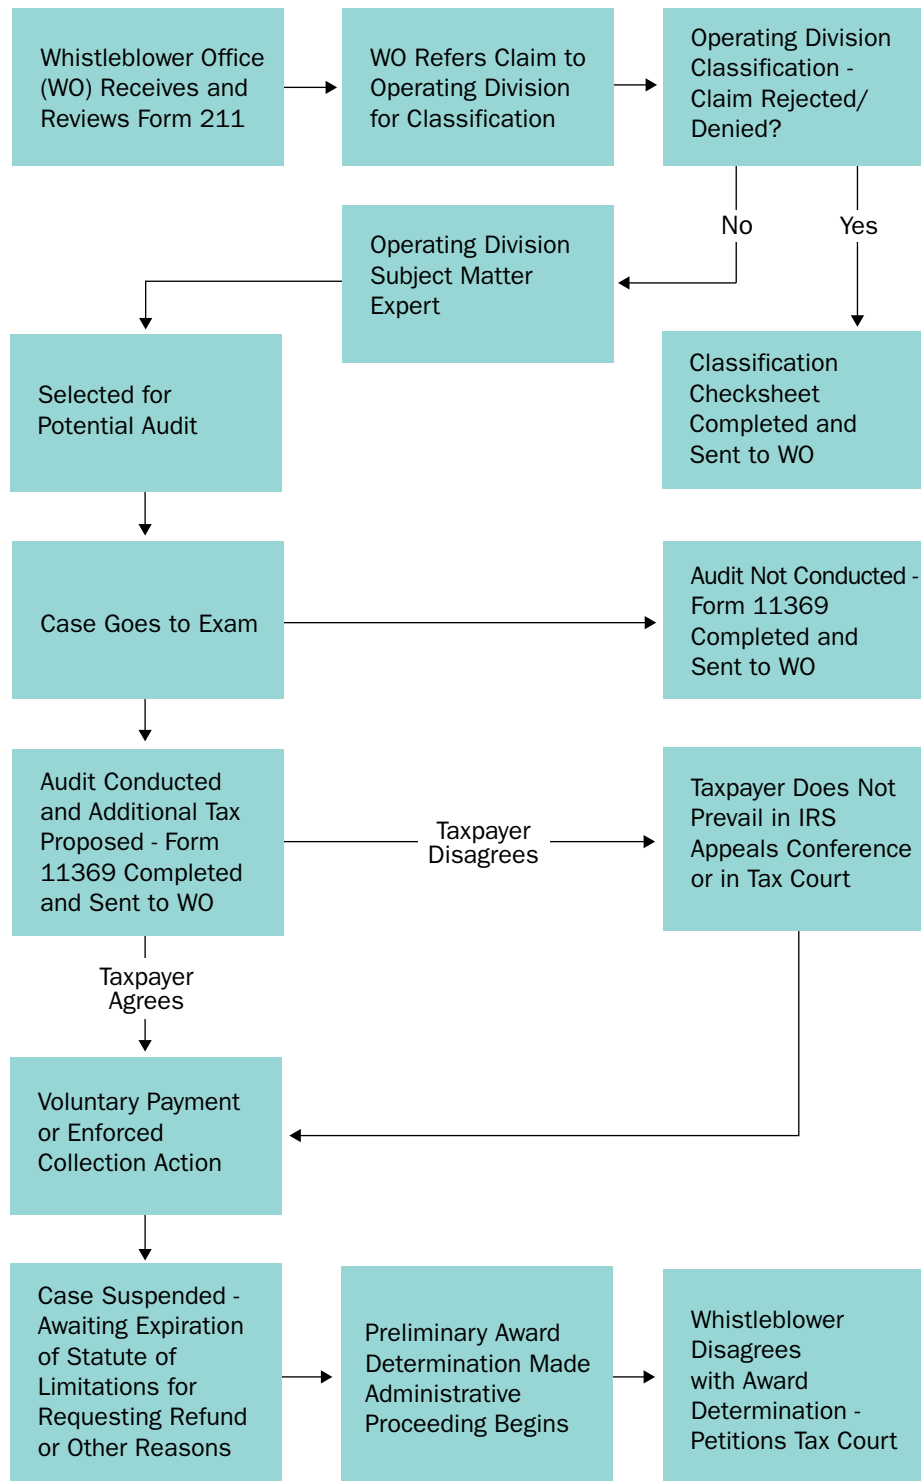 Whistleblower Office
(WO) Receives and
Reviews Form 211
WO Refers Claim to
Operating Division
for Classification
Operating Division
Classification -
Claim Rejected/
Denied?
No
Yes
Operating Division
Subject Matter
Expert
Selected for
Potential Audit
Classification
Checksheet
Completed and
Sent to WO
Case Goes to Exam
Audit Not Conducted -
Form 11369
Completed and
Sent to WO
Audit Conducted
and Additional Tax
Proposed - Form
11369 Completed
and Sent to WO
Taxpayer
Disagrees
Taxpayer Does Not
Prevail in IRS
Appeals Conference
or in Tax Court
Taxpayer
Agrees
Voluntary Payment
or Enforced
Collection Action
Case Suspended -
Awaiting Expiration
of Statute of
Limitations for
Requesting Refund
or Other Reasons
Preliminary Award
Determination Made
Administrative
Proceeding Begins
Whistleblower
Disagrees
with Award
Determination -
Petitions Tax Court